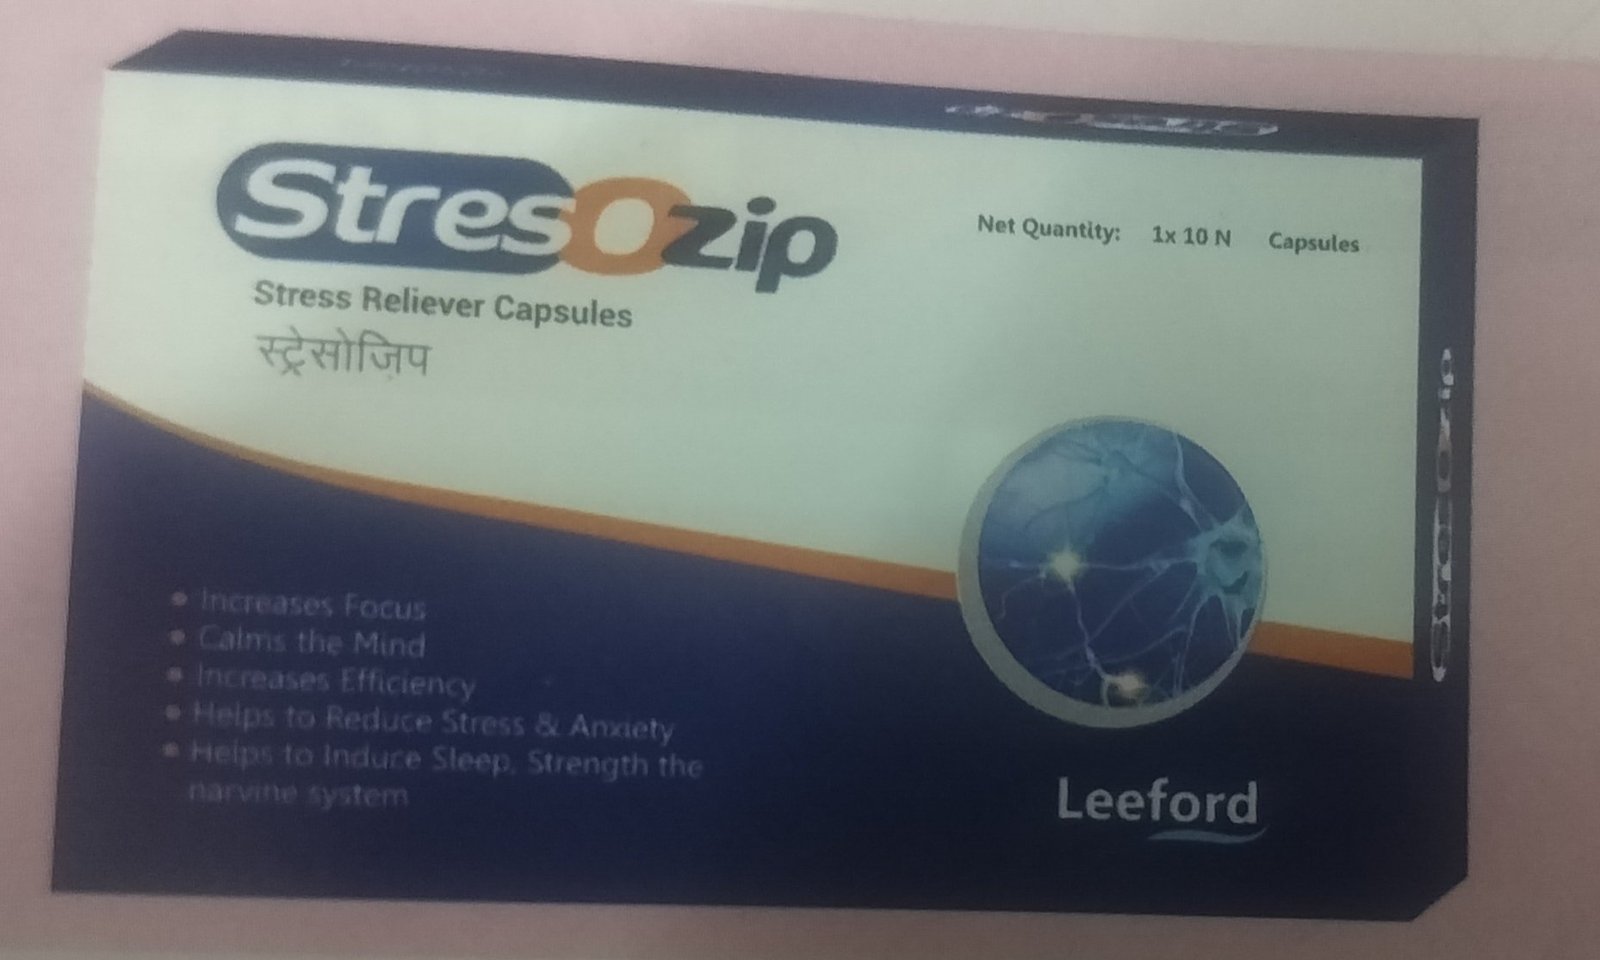 StresOzip
Net Quantity: 1x 10 N Capsules
Stress Reliever Capsules
स्ट्रेसोज़िप
• Increases Focus
• Calms the Mind
• Increases Efficiency
• Helps to Reduce Stress & Anxiety
• Helps to Induce Sleep, Strength the
narvine system
Leeford
StresOzip